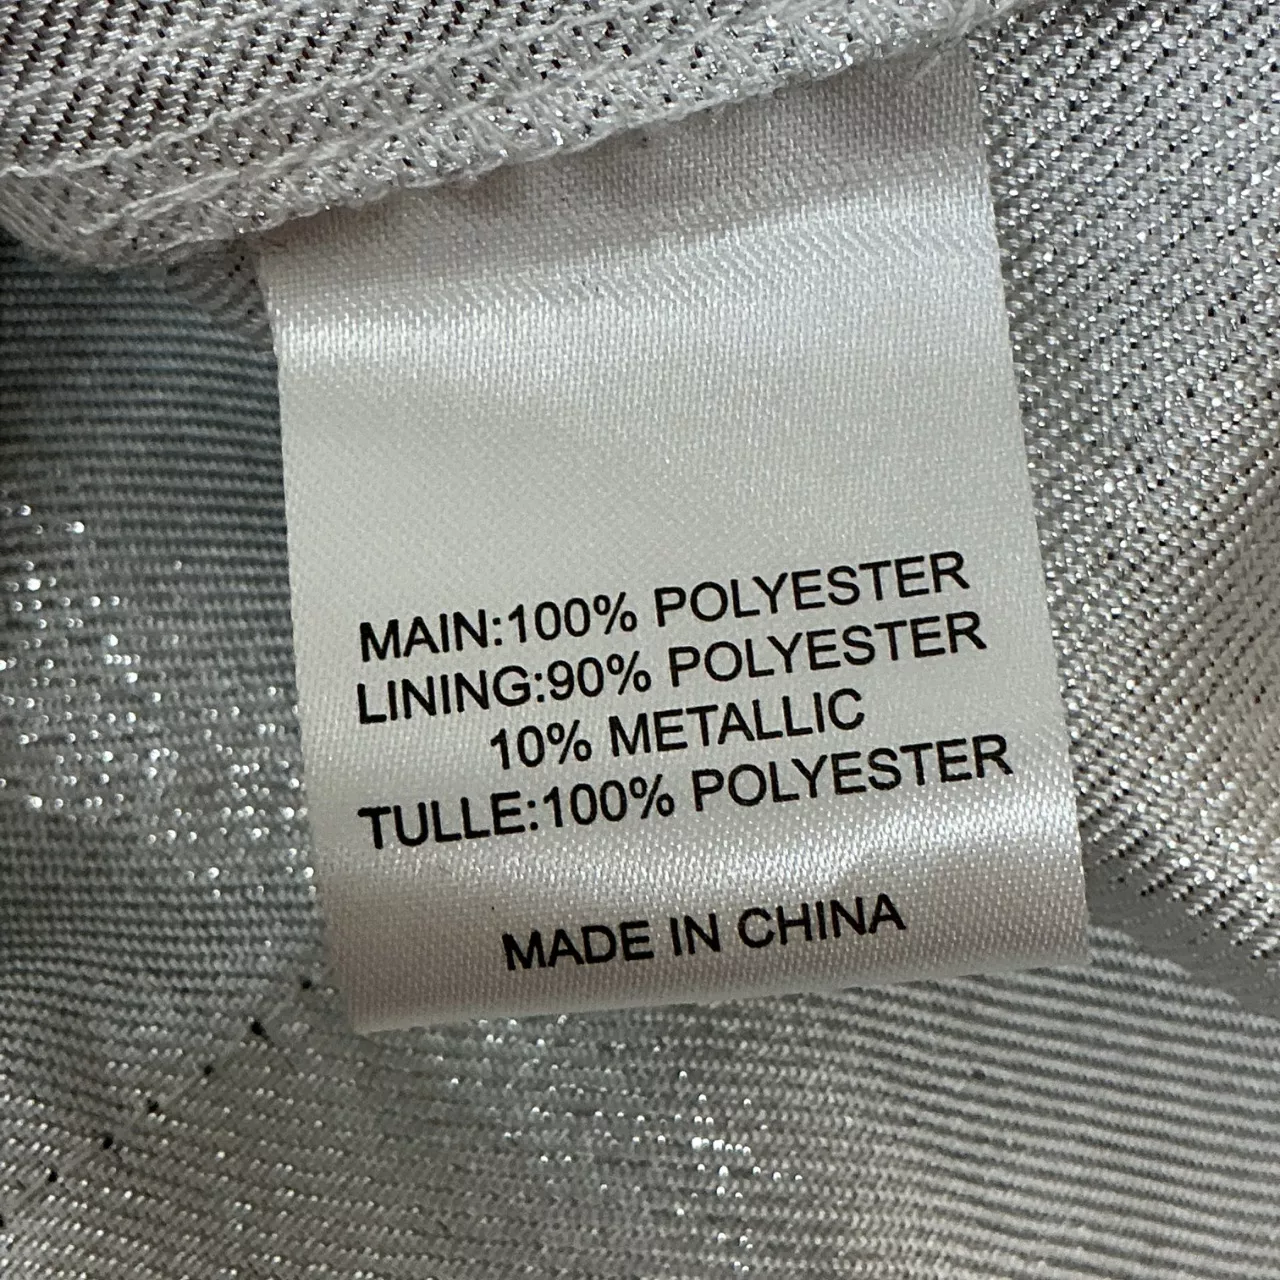 MAIN:100% POLYESTER
LINING:90% POLYESTER
10% METALLIC
TULLE:100% POLYESTER
MADE IN CHINA